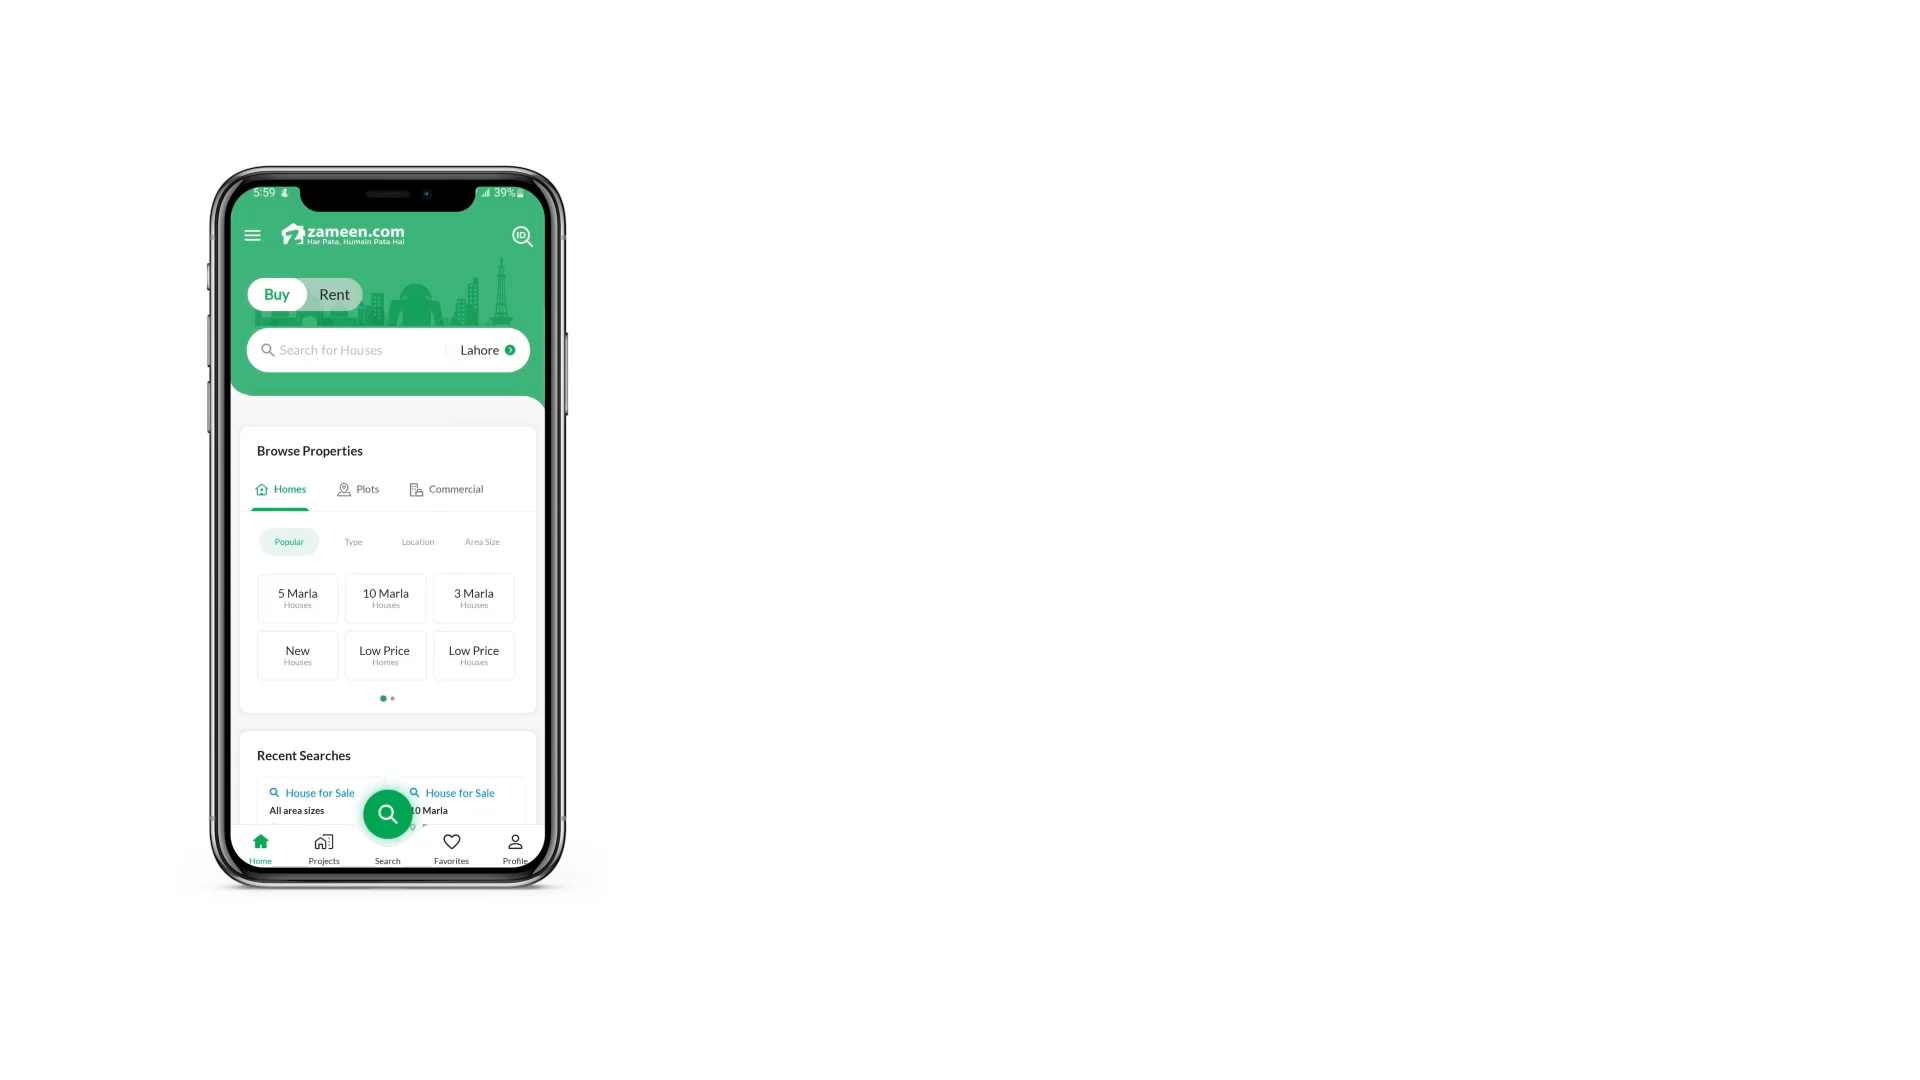 5:59
39%
zameen.com
Har Pata, Humain Pata Hai
ID
Buy
Rent
Search for Houses
Lahore
Browse Properties
Homes
Plots
Commercial
Popular
Type
Location
Area Size
5 Marla
Houses
10 Marla
Houses
3 Marla
Houses
New
Houses
Low Price
Homes
Low Price
Houses
Recent Searches
House for Sale
All area sizes
House for Sale
10 Marla
Home
Projects
Search
Favorites
Profile